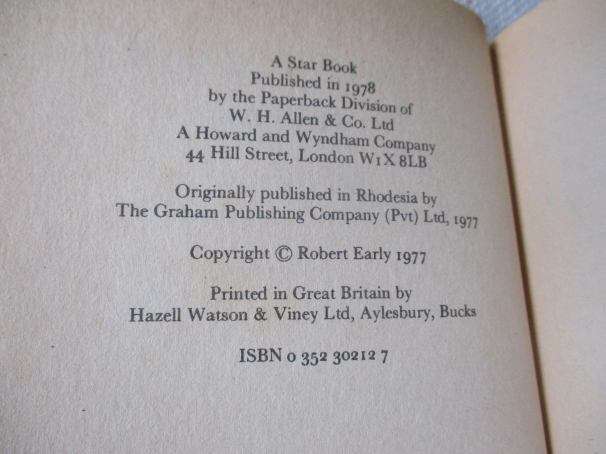 A Star Book
Published in 1978
by the Paperback Division of
W. H. Allen & Co. Ltd
A Howard and Wyndham Company
44 Hill Street, London W1X 8LB
Originally published in Rhodesia by
The Graham Publishing Company (Pvt) Ltd, 1977
Copyright © Robert Early 1977
Printed in Great Britain by
Hazell Watson & Viney Ltd, Aylesbury, Bucks
ISBN 0 352 30212 7